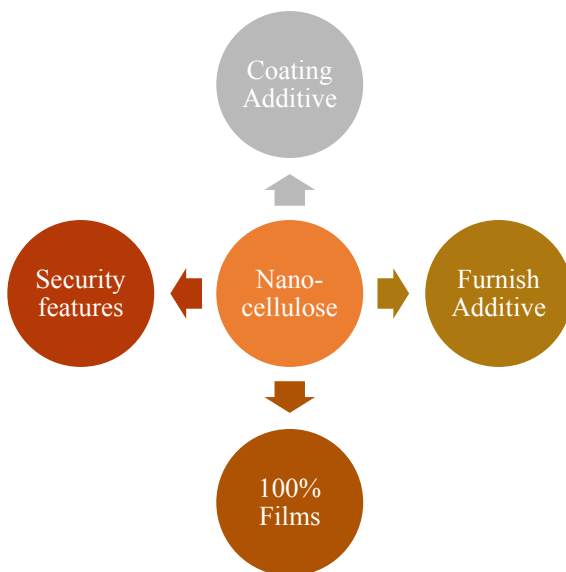 Coating
Additive
Security
features
Nano-
cellulose
Furnish
Additive
100%
Films